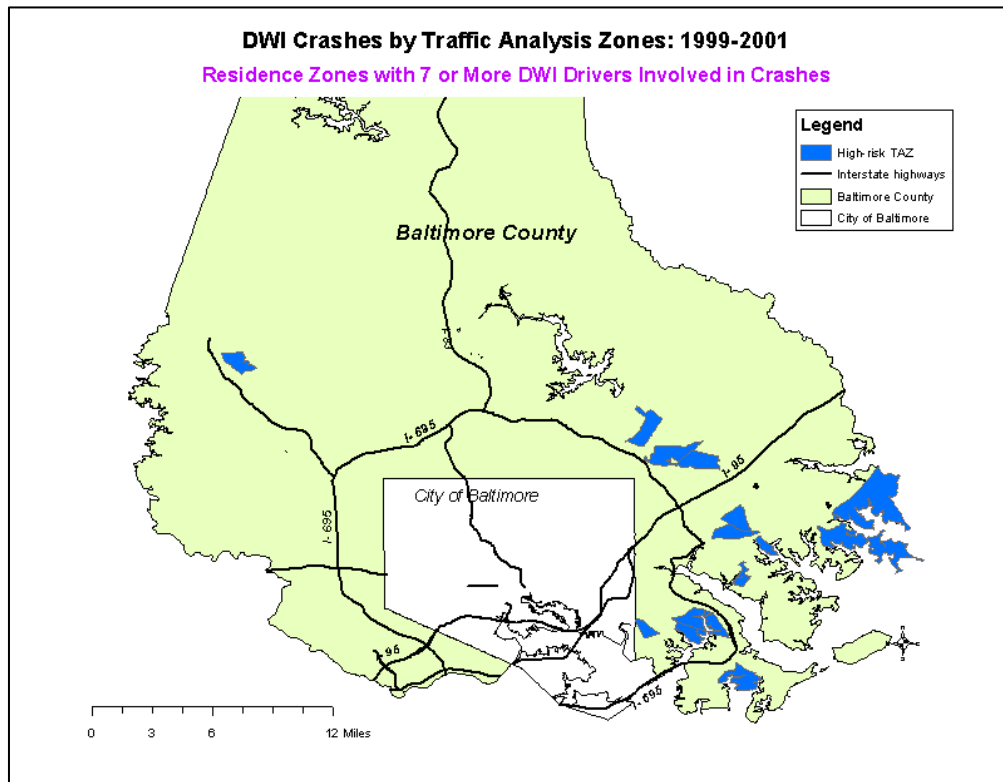 DWI Crashes by Traffic Analysis Zones: 1999-2001
Residence Zones with 7 or More DWI Drivers Involved in Crashes
Legend
High-risk TAZ
Interstate highways
Baltimore County
City of Baltimore
Baltimore County
I-695
I-95
City of Baltimore
I-695
I-695
0 3 6 12 Miles